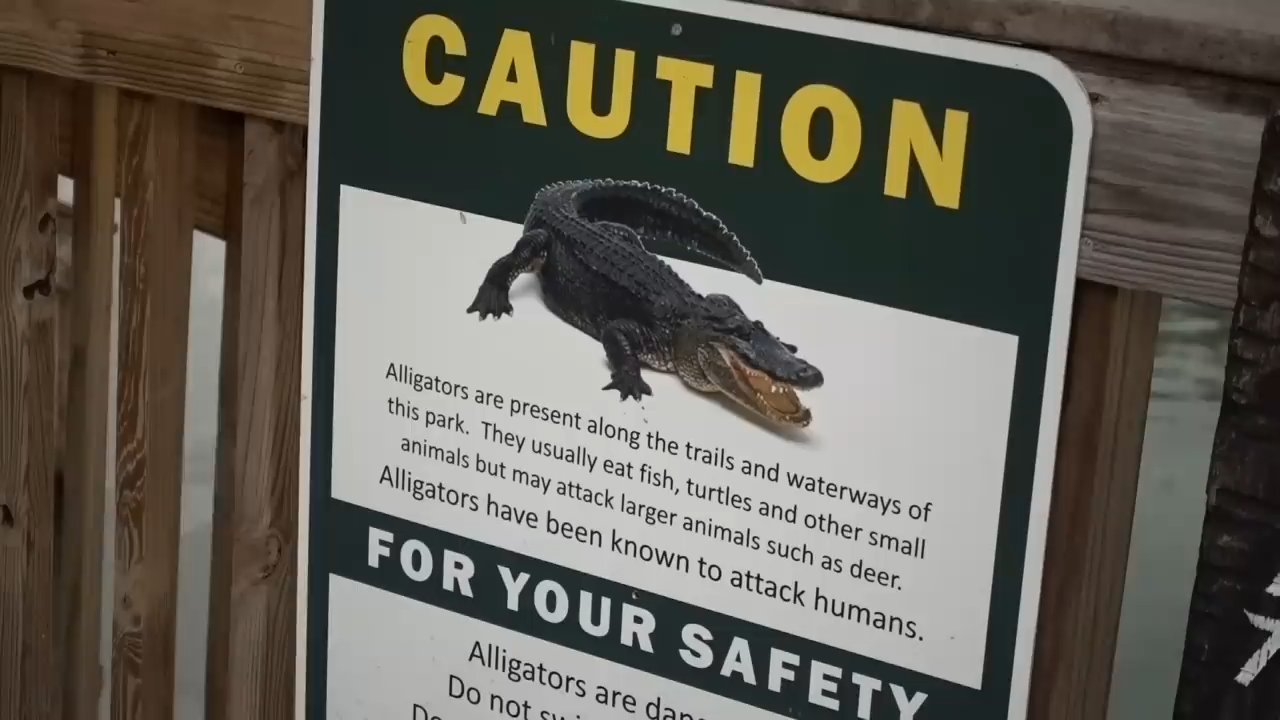 CAUTION
Alligators are present along the trails and waterways of
this park. They usually eat fish, turtles and other small
animals but may attack larger animals such as deer.
Alligators have been known to attack humans.
FOR YOUR SAFETY
Alligators are
Do not